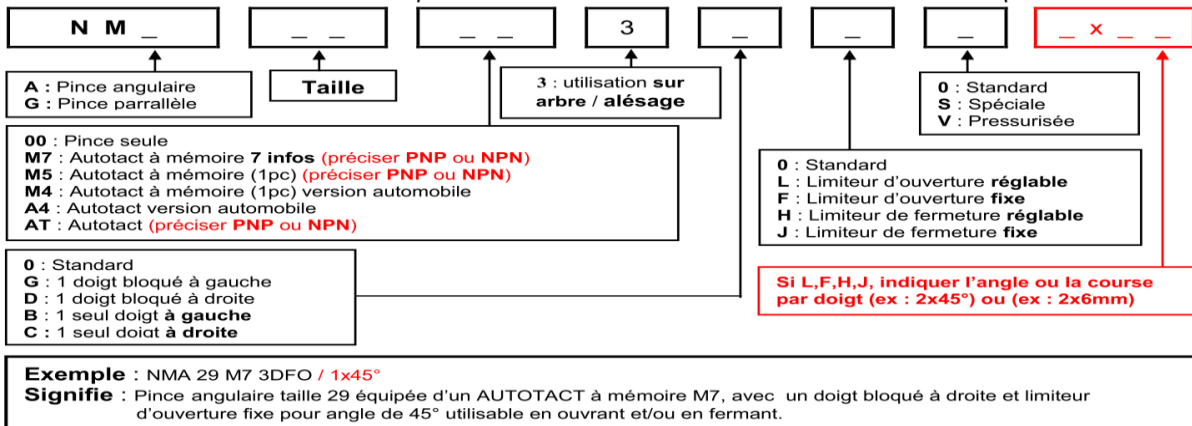 N M _ _ _ _ _ 3 _ _ _ _ x _ _
A : Pince angulaire
G : Pince parrallèle
Taille
3 : utilisation sur
arbre / alésage
0 : Standard
S : Spéciale
V : Pressurisée
00 : Pince seule
M7 : Autotact à mémoire 7 infos (préciser PNP ou NPN)
M5 : Autotact à mémoire (1pc) (préciser PNP ou NPN)
M4 : Autotact à mémoire (1pc) version automobile
A4 : Autotact version automobile
AT : Autotact (préciser PNP ou NPN)
0 : Standard
L : Limiteur d'ouverture réglable
F : Limiteur d'ouverture fixe
H : Limiteur de fermeture réglable
J : Limiteur de fermeture fixe
0 : Standard
G : 1 doigt bloqué à gauche
D : 1 doigt bloqué à droite
B : 1 seul doigt à gauche
C : 1 seul doigt à droite
Si L,F,H,J, indiquer l'angle ou la course
par doigt (ex : 2x45°) ou (ex : 2x6mm)
Exemple : NMA 29 M7 3DFO / 1x45°
Signifie : Pince angulaire taille 29 équipée d'un AUTOTACT à mémoire M7, avec un doigt bloqué à droite et limiteur
d'ouverture fixe pour angle de 45° utilisable en ouvrant et/ou en fermant.